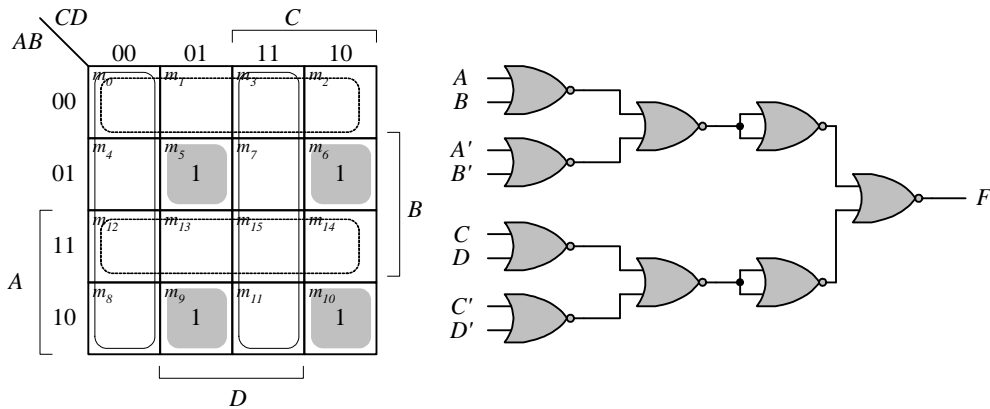 CD
C
AB
00 01 11 10
00
m0 m1 m3 m2
01
m4 m5 m7 m6
1 1
B
11
m12 m13 m15 m14
A
10
m8 m9 m11 m10
1 1
D
A
B
A'
B'
C
D
C'
D'
F